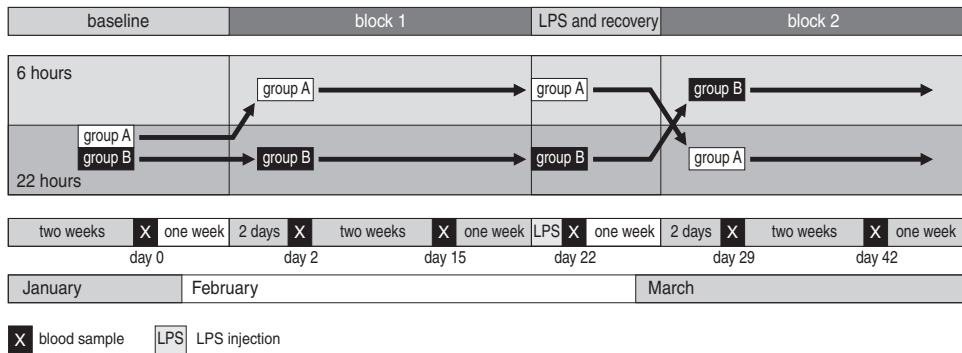 baseline block 1 LPS and recovery block 2
6 hours
group A group A group B
group A
group B group B group B group A
22 hours
two weeks X one week 2 days X two weeks X one week LPS X one week 2 days X two weeks X one week
day 0 day 2 day 15 day 22 day 29 day 42
January February March
X blood sample LPS LPS injection